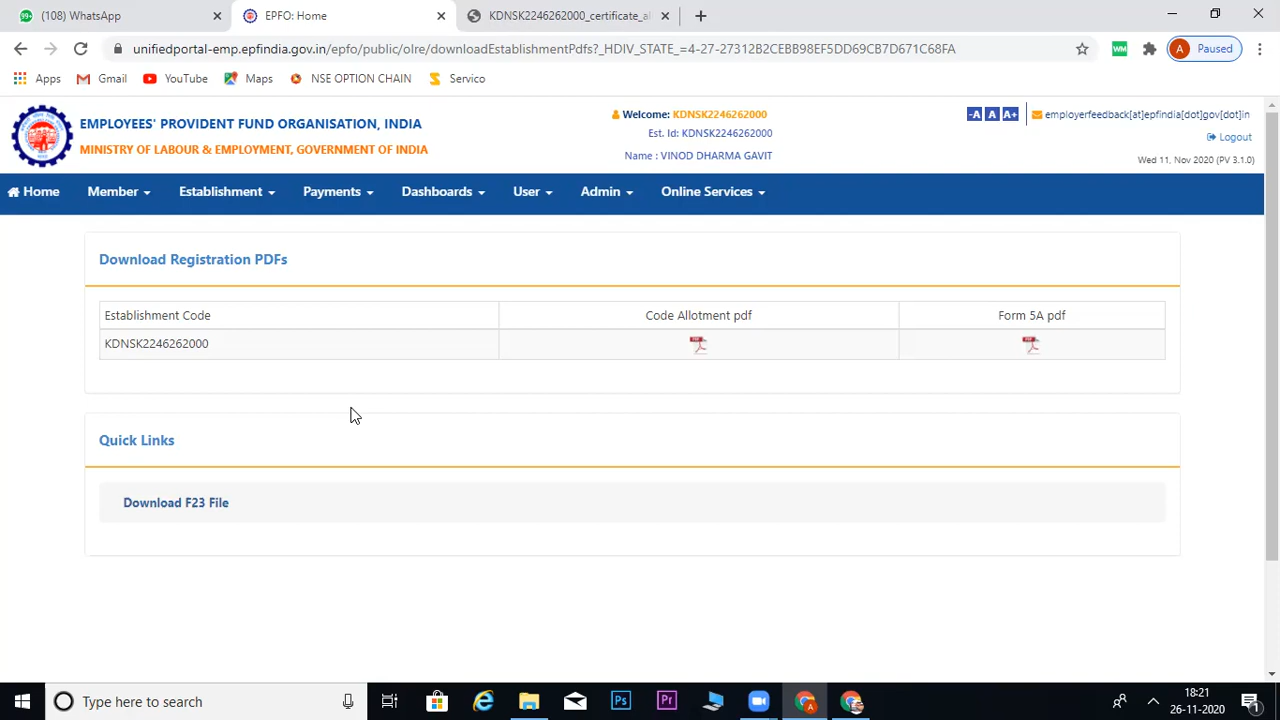 99+ (108) WhatsApp
EPFO: Home
KDNSK2246262000_certificate_al
unifiedportal-emp.epfindia.gov.in/epfo/public/olre/downloadEstablishmentPdfs?_HDIV_STATE_=4-27-27312B2CEBB98EF5DD69CB7D671C68FA
WM
A Paused
Apps Gmail YouTube Maps NSE OPTION CHAIN Servico
EMPLOYEES' PROVIDENT FUND ORGANISATION, INDIA
MINISTRY OF LABOUR & EMPLOYMENT, GOVERNMENT OF INDIA
Welcome: KDNSK2246262000
Est. Id: KDNSK2246262000
Name : VINOD DHARMA GAVIT
-A A A+ employerfeedback[at]epfindia[dot]gov[dot]in
Logout
Wed 11, Nov 2020 (PV 3.1.0)
Home Member Establishment Payments Dashboards User Admin Online Services
Download Registration PDFs
Establishment Code Code Allotment pdf Form 5A pdf
KDNSK2246262000
Quick Links
Download F23 File
Type here to search
Ps
Pr
18:21
26-11-2020
1